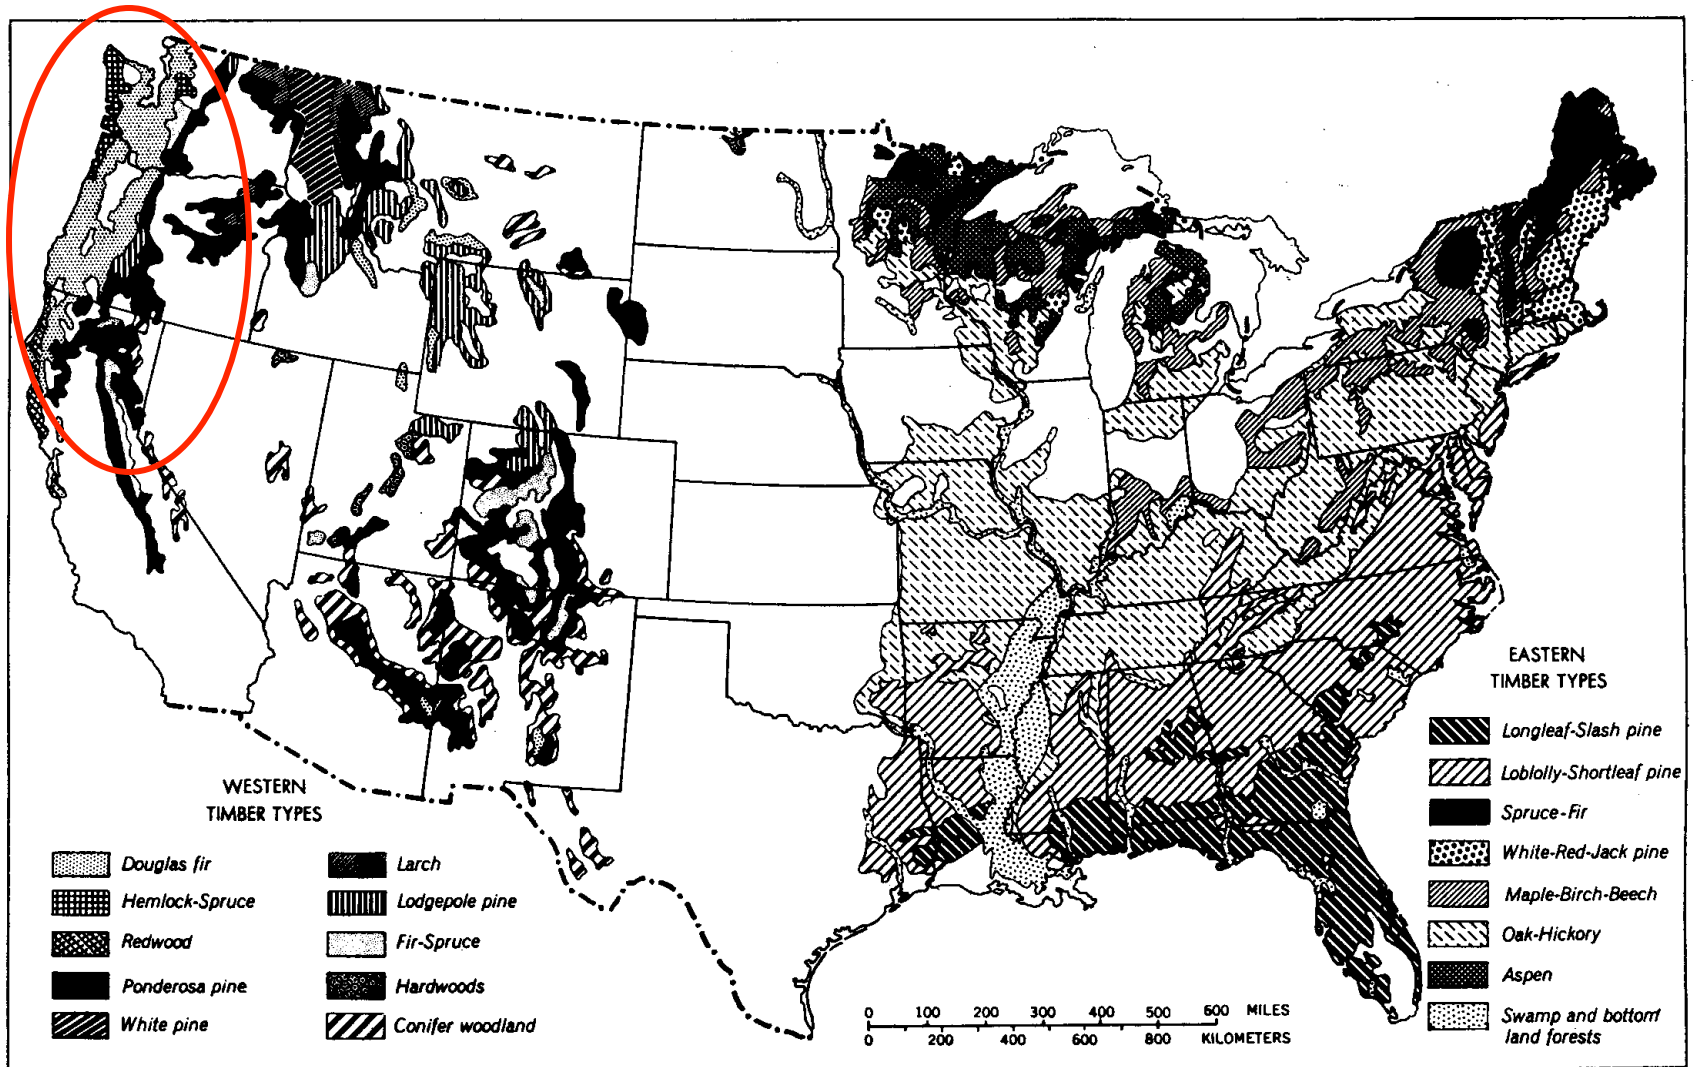 WESTERN
TIMBER TYPES
Douglas fir
Hemlock-Spruce
Redwood
Ponderosa pine
White pine
Larch
Lodgepole pine
Fir-Spruce
Hardwoods
Conifer woodland
0 100 200 300 400 500 600 MILES
0 200 400 600 800 KILOMETERS
EASTERN
TIMBER TYPES
Longleaf-Slash pine
Loblolly-Shortleaf pine
Spruce-Fir
White-Red-Jack pine
Maple-Birch-Beech
Oak-Hickory
Aspen
Swamp and bottom
land forests